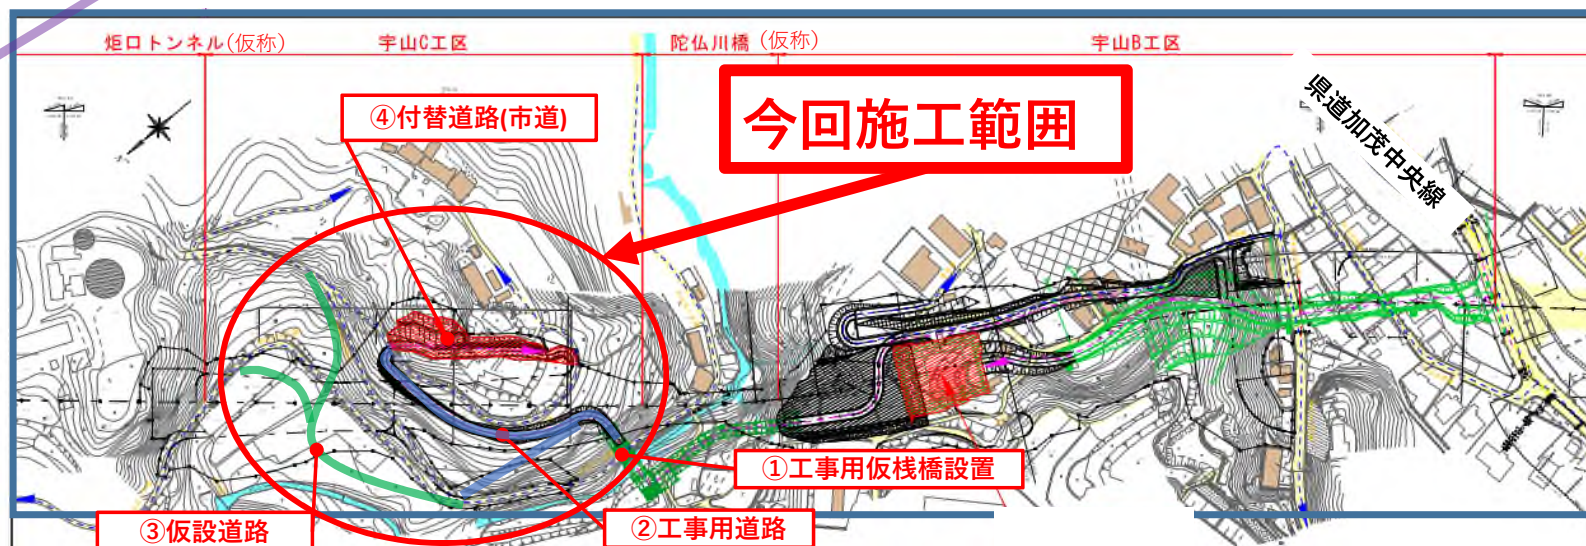 炬口トンネル(仮称)
宇山C工区
陀仏川橋 (仮称)
宇山B工区
今回施工範囲
県道加茂中央線
④付替道路(市道)
①工事用仮桟橋設置
②工事用道路
③仮設道路